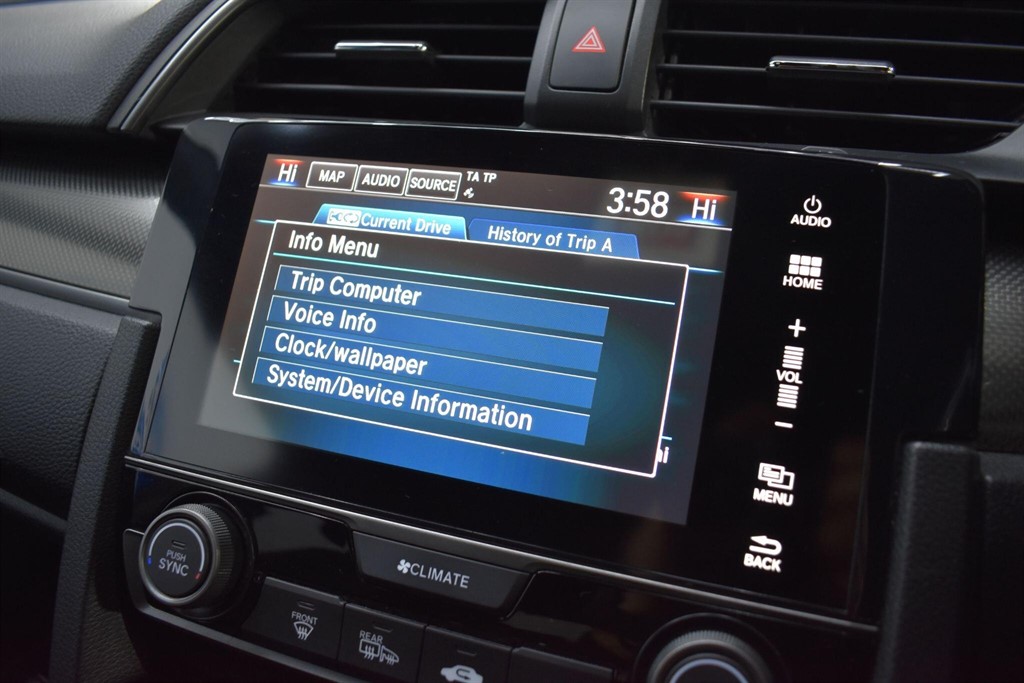 Hi MAP AUDIO SOURCE TA TP 3:58 Hi
Current Drive History of Trip A
Info Menu
Trip Computer
Voice Info
Clock/wallpaper
System/Device Information
AUDIO
HOME
+
VOL
−
MENU
BACK
PUSH
SYNC
CLIMATE
FRONT
REAR